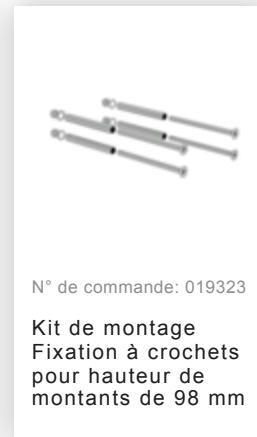 N° de commande: 019323
Kit de montage
Fixation à crochets
pour hauteur de
montants de 98 mm